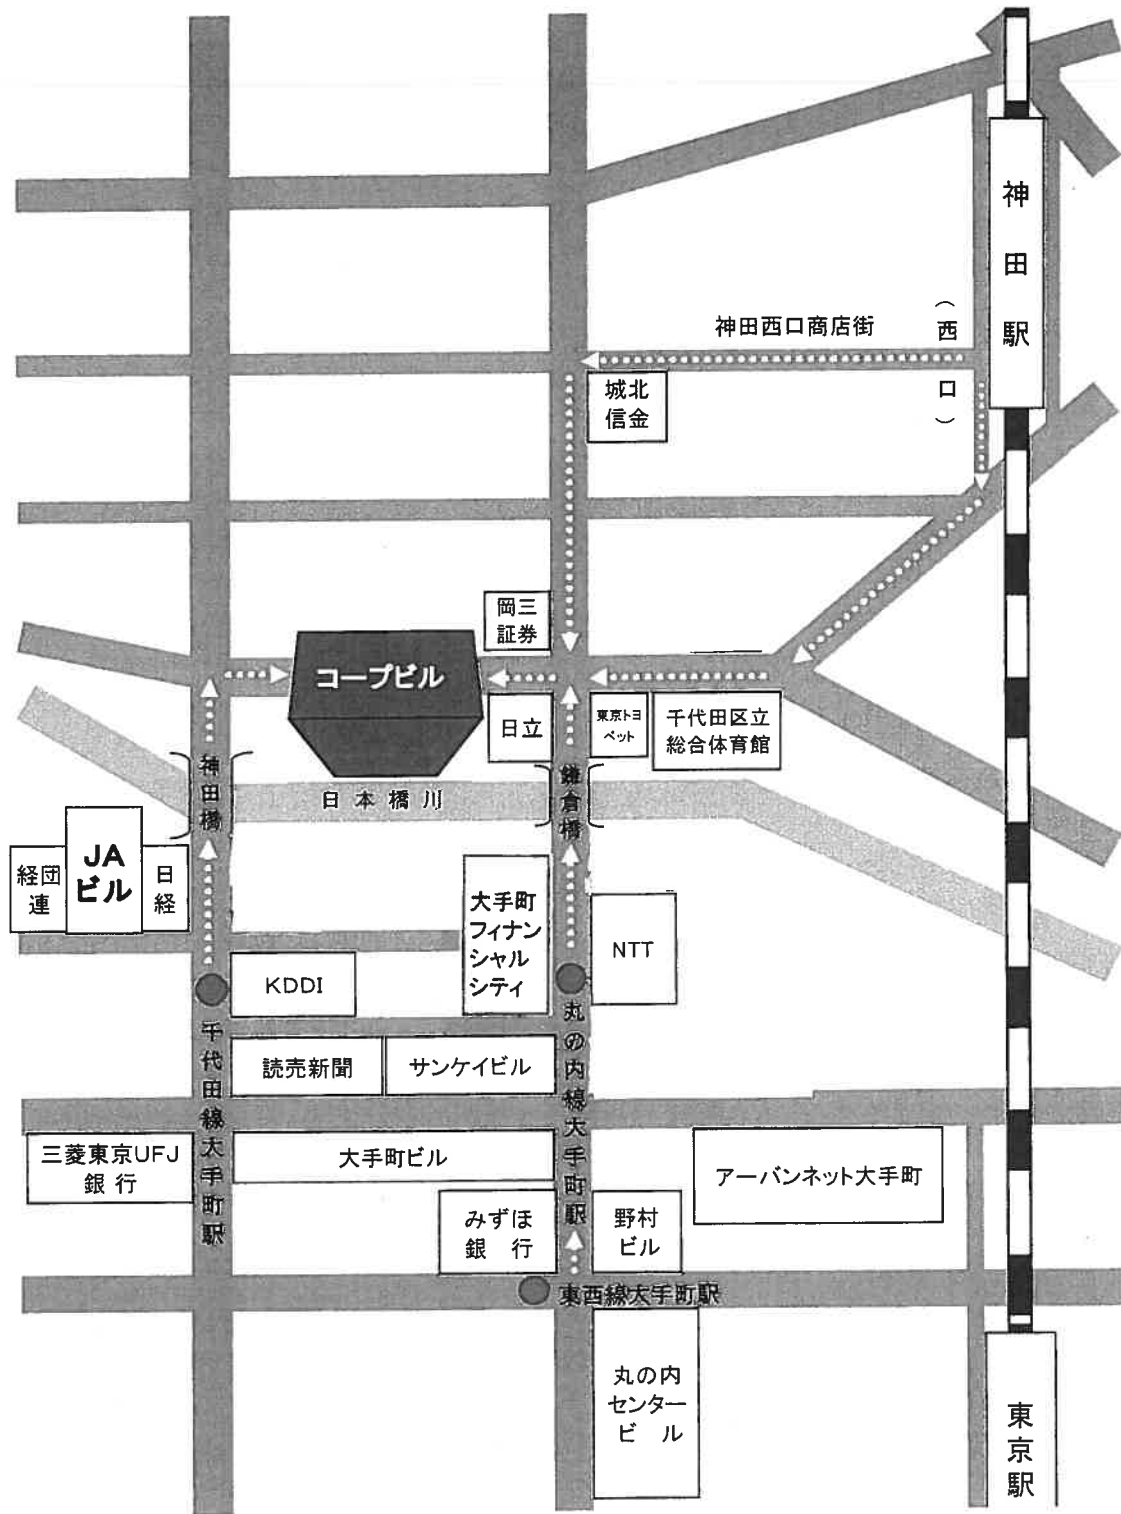 神田駅
神田西口商店街
（西口）
城北
信金
岡三
証券
コープビル
日立
東京トヨ
ペット
千代田区立
総合体育館
神田橋
日本橋川
鎌倉橋
JA
ビル
経団
連
日
経
大手町
フィナン
シャル
シティ
NTT
KDDI
千代田線大手町駅
丸の内線大手町駅
読売新聞
サンケイビル
三菱東京UFJ
銀行
大手町ビル
アーバンネット大手町
みずほ
銀　行
野村
ビル
東西線大手町駅
丸の内
センター
ビ　ル
東京駅